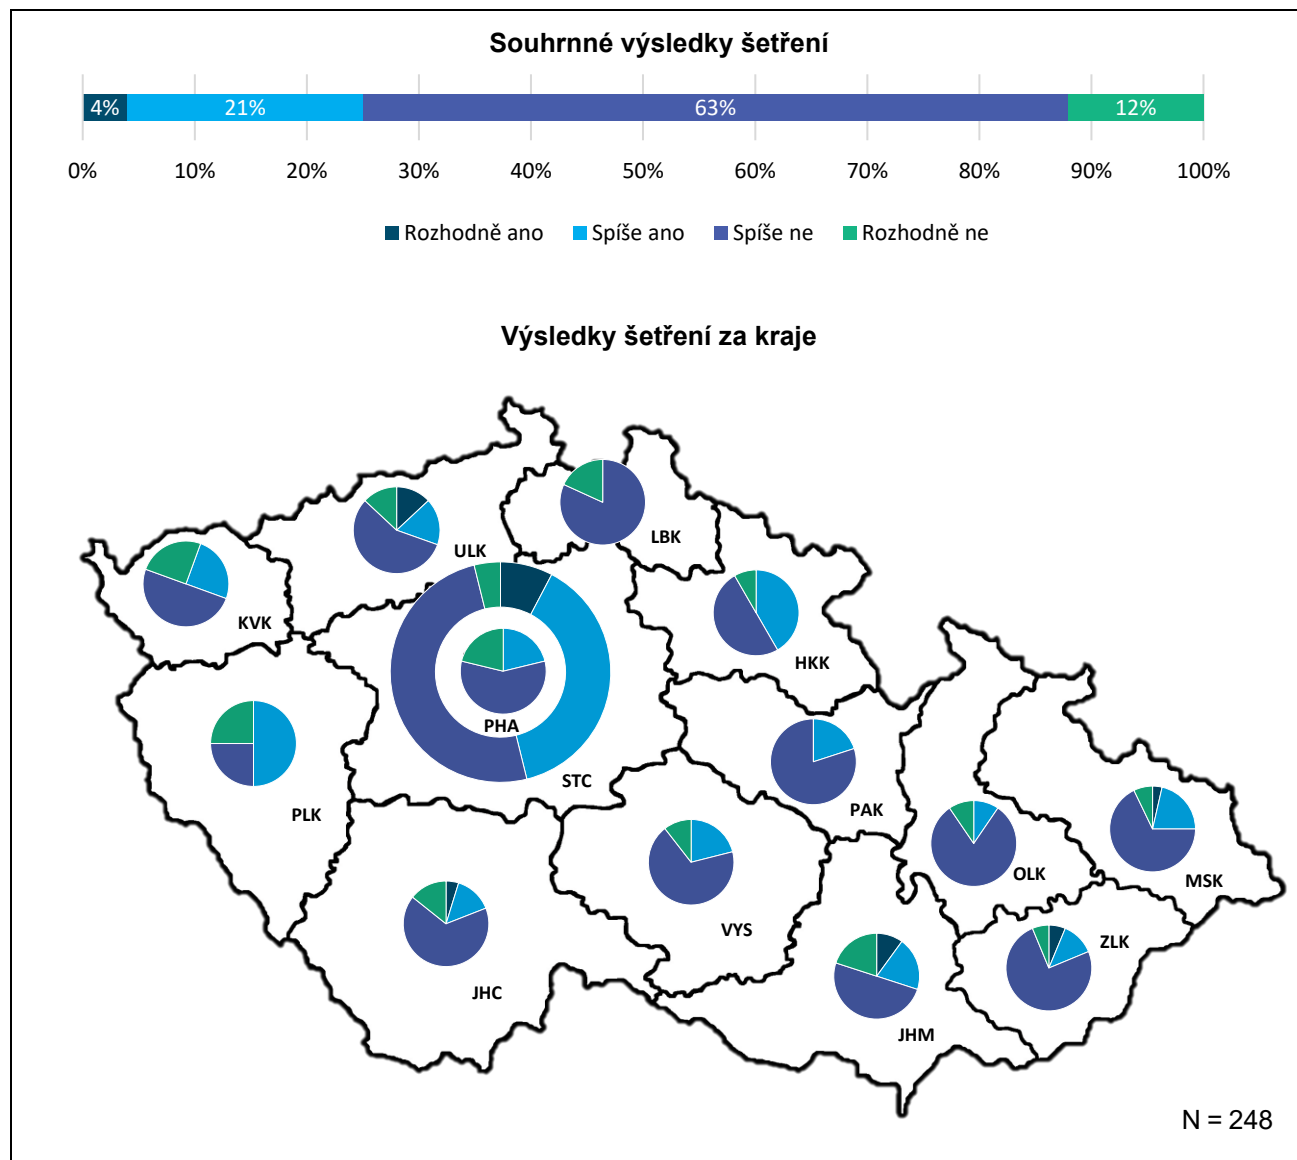 Souhrnné výsledky šetření
4% 21% 63% 12%
0% 10% 20% 30% 40% 50% 60% 70% 80% 90% 100%
Rozhodně ano Spíše ano Spíše ne Rozhodně ne
Výsledky šetření za kraje
LBK
ULK
KVK
HKK
PHA
STC
PLK
PAK
OLK
MSK
VYS
ZLK
JHC
JHM
N = 248